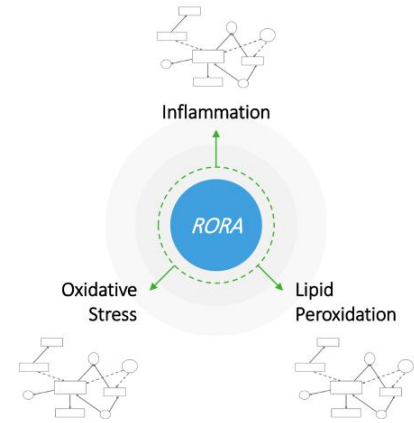 Inflammation
RORA
Oxidative
Stress
Lipid
Peroxidation